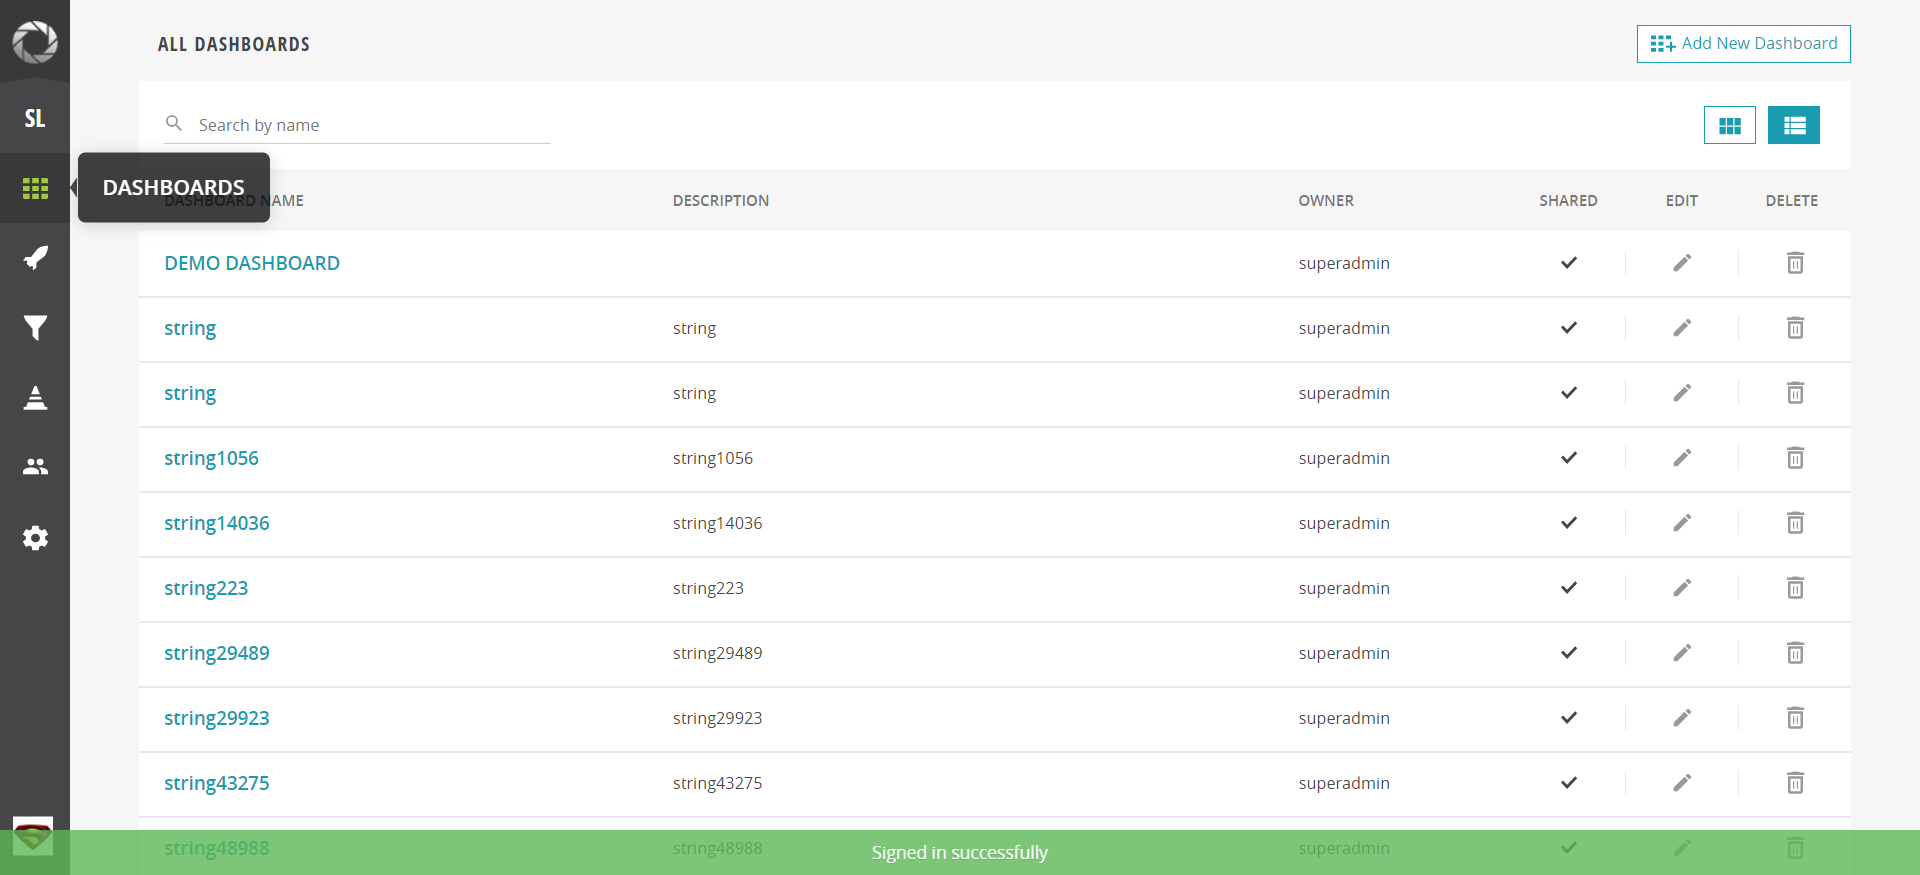 ALL DASHBOARDS
Add New Dashboard
SL
Search by name
DASHBOARDS
DASHBOARD NAME DESCRIPTION OWNER SHARED EDIT DELETE
DEMO DASHBOARD superadmin
string string superadmin
string string superadmin
string1056 string1056 superadmin
string14036 string14036 superadmin
string223 string223 superadmin
string29489 string29489 superadmin
string29923 string29923 superadmin
string43275 string43275 superadmin
string48988 string48988 superadmin
Signed in successfully